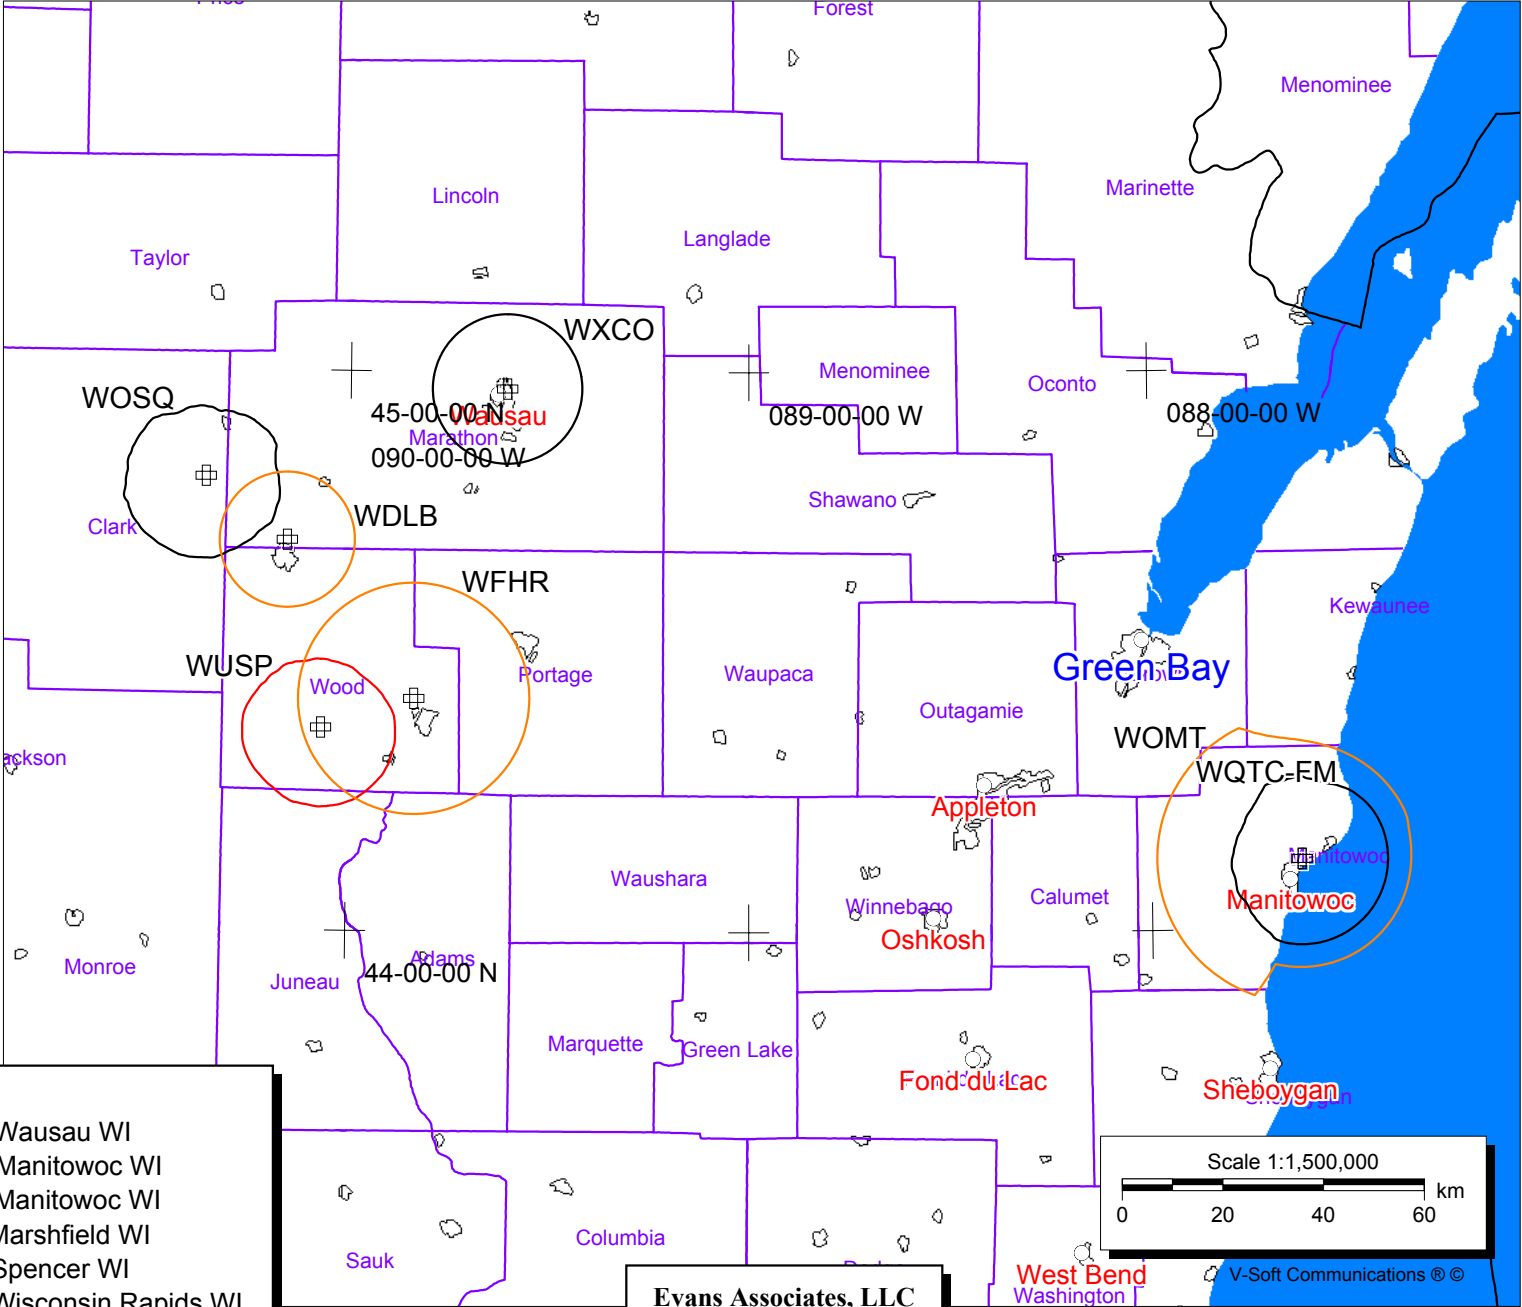 Forest
Menominee
Lincoln
Marinette
Langlade
Taylor
WXCO
Menominee
Oconto
WOSQ
45-00-00 N
Wausau
089-00-00 W
088-00-00 W
Marathon
090-00-00 W
Shawano
WDLB
Clark
WFHR
Kewaunee
WUSP
Green Bay
Wood
Portage
Waupaca
Outagamie
WOMT
ackson
WQTC-FM
Appleton
Manitowoc
Waushara
Calumet
Winnebago
Manitowoc
Oshkosh
Adams
Monroe
44-00-00 N
Juneau
Marquette
Green Lake
Fond du Lac
Sheboygan
Sheboygan
Wausau WI
Manitowoc WI
Manitowoc WI
Marshfield WI
Spencer WI
Wisconsin Rapids WI
Scale 1:1,500,000
km
0 20 40 60
Columbia
Sauk
West Bend
V-Soft Communications ® ©
Washington
Evans Associates, LLC